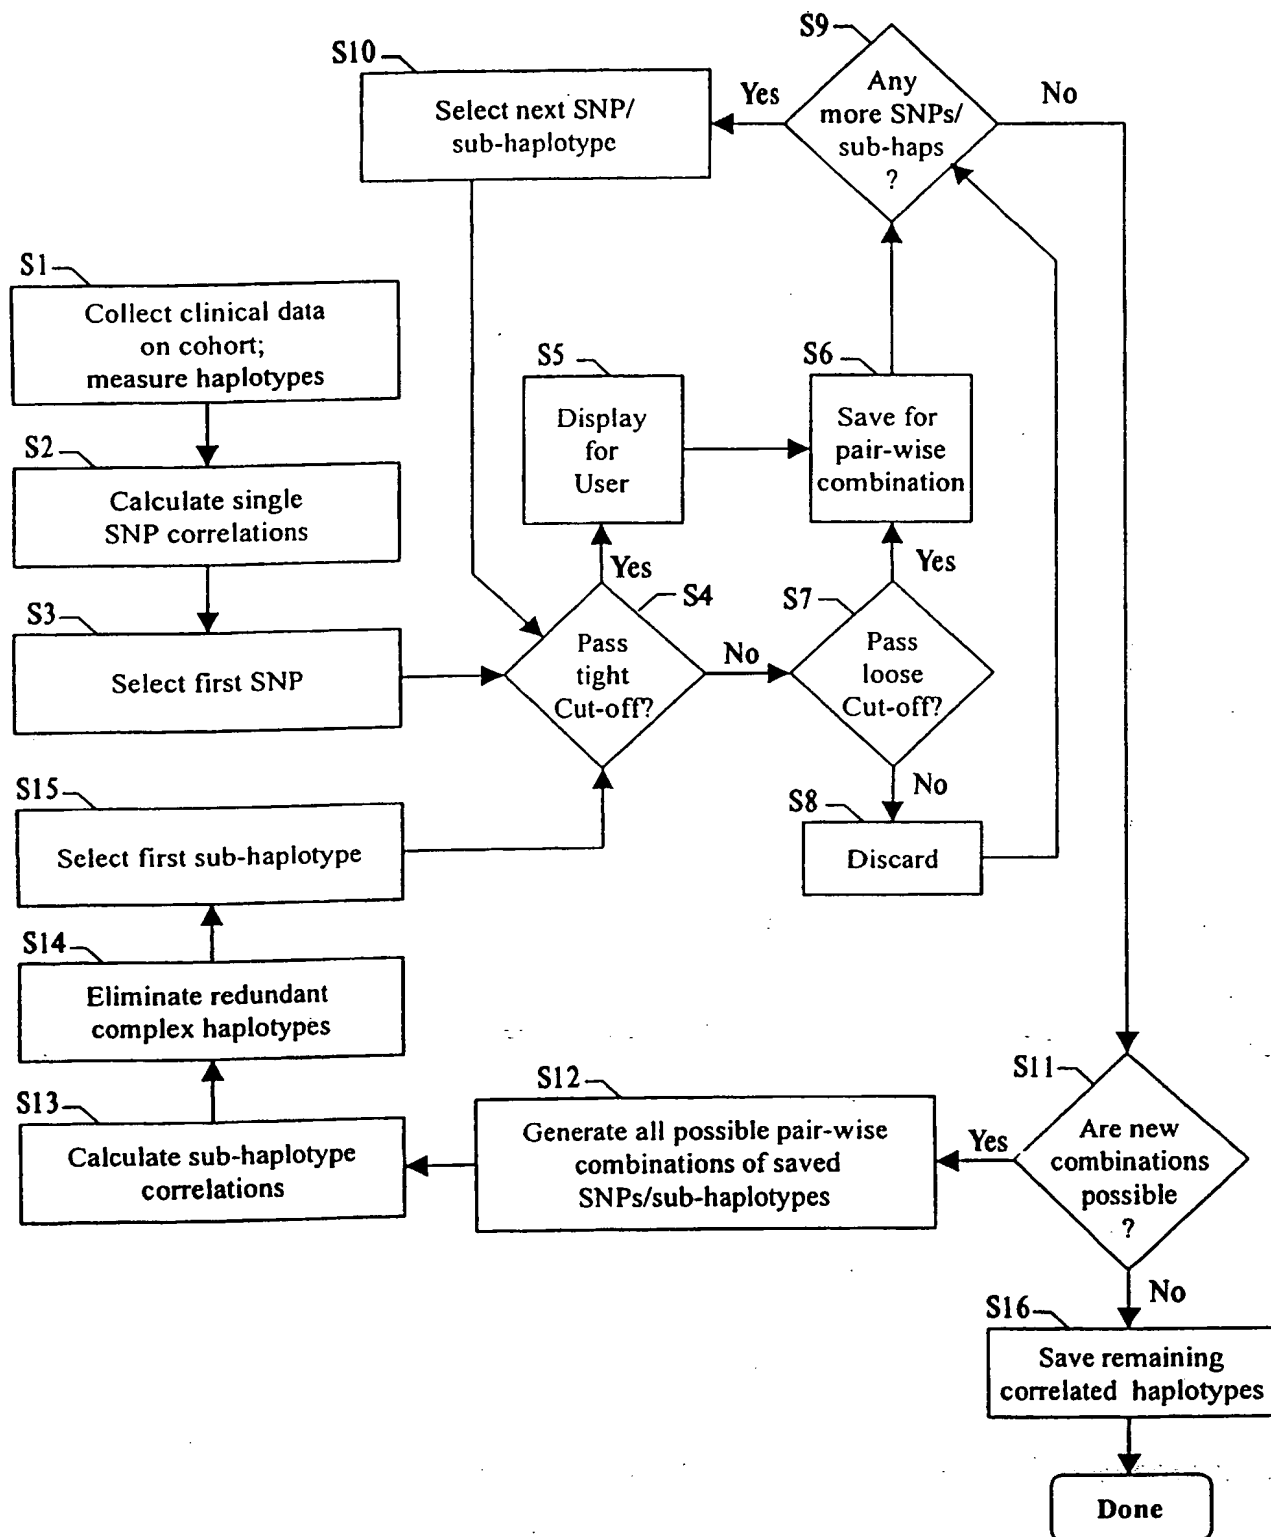 S9
S10
Any
more SNPs/
sub-haps
?
Yes
No
Select next SNP/
sub-haplotype
S1
Collect clinical data
on cohort;
measure haplotypes
S5
Display
for
User
S6
Save for
pair-wise
combination
S2
Calculate single
SNP correlations
Yes
Yes
S3
Select first SNP
S4
Pass
tight
Cut-off?
No
S7
Pass
loose
Cut-off?
No
S15
Select first sub-haplotype
S8
Discard
S14
Eliminate redundant
complex haplotypes
S13
Calculate sub-haplotype
correlations
S12
Generate all possible pair-wise
combinations of saved
SNPs/sub-haplotypes
Yes
S11
Are new
combinations
possible
?
No
S16
Save remaining
correlated haplotypes
Done